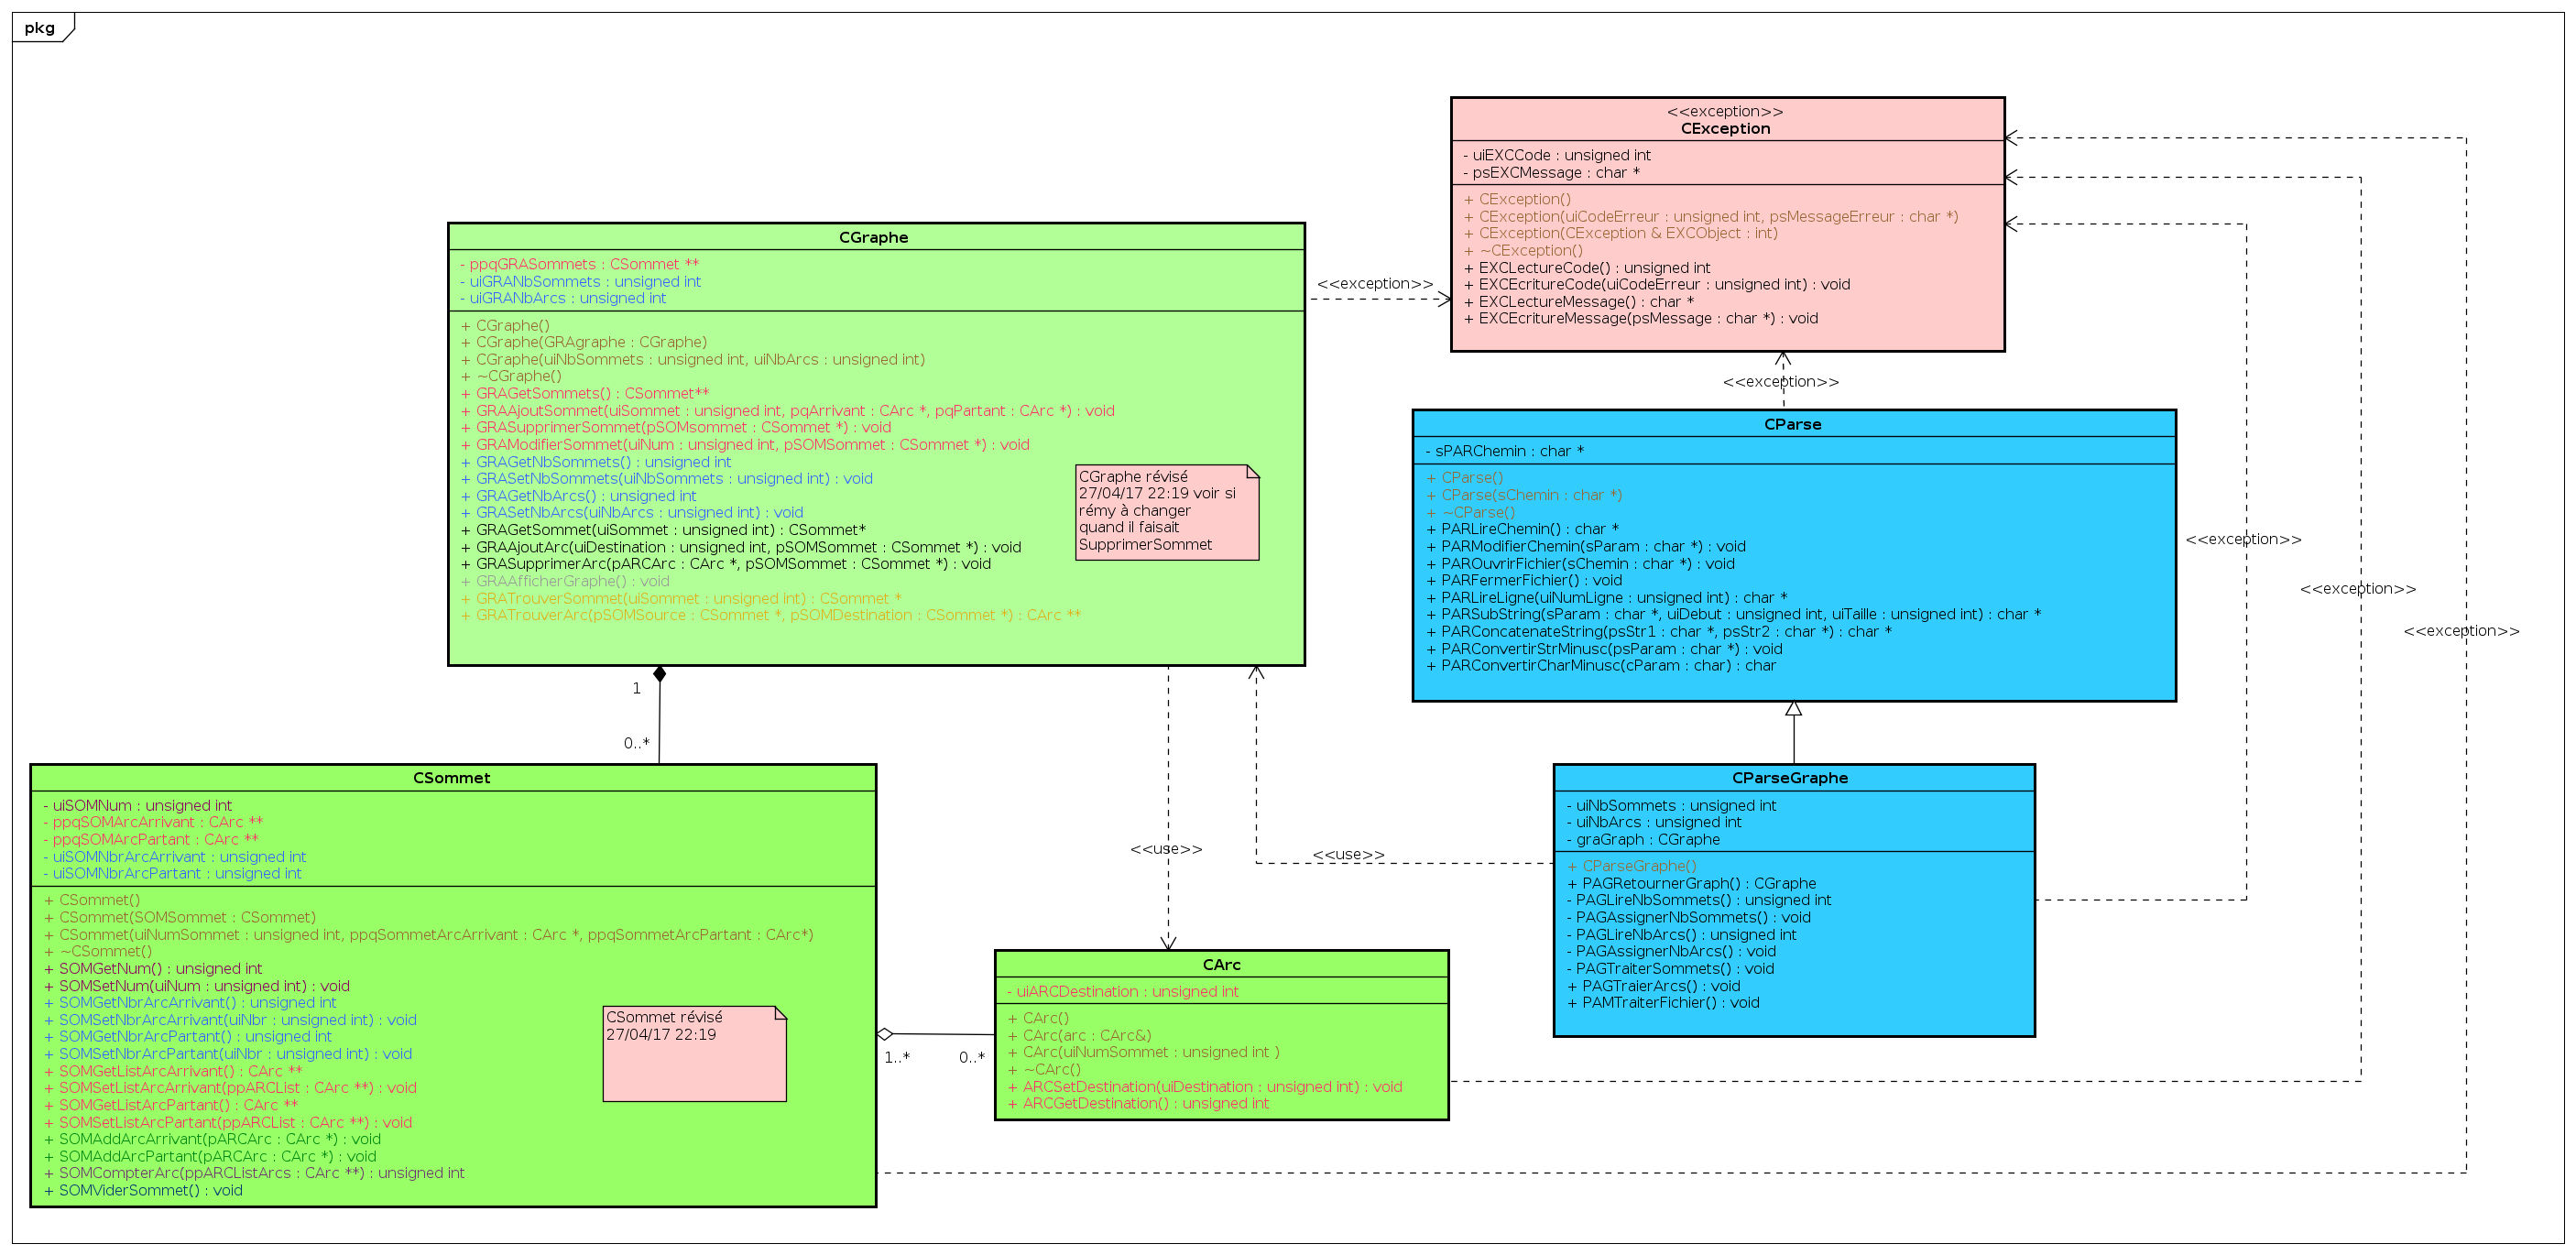 pkg
<<exception>>
CException
- uiEXCCode : unsigned int
- psEXCMessage : char *
+ CException()
+ CException(uiCodeErreur : unsigned int, psMessageErreur : char *)
+ CException(CException & EXCObject : int)
+ ~CException()
+ EXCLectureCode() : unsigned int
+ EXCEcritureCode(uiCodeErreur : unsigned int) : void
+ EXCLectureMessage() : char *
+ EXCEcritureMessage(psMessage : char *) : void
CGraphe
- ppqGRASommets : CSommet **
- uiGRANbSommets : unsigned int
- uiGRANbArcs : unsigned int
+ CGraphe()
+ CGraphe(GRAgraphe : CGraphe)
+ CGraphe(uiNbSommets : unsigned int, uiNbArcs : unsigned int)
+ ~CGraphe()
+ GRAGetSommets() : CSommet**
+ GRAAjoutSommet(uiSommet : unsigned int, pqArrivant : CArc *, pqPartant : CArc *) : void
+ GRASupprimerSommet(pSOMsommet : CSommet *) : void
+ GRAModifierSommet(uiNum : unsigned int, pSOMSommet : CSommet *) : void
+ GRAGetNbSommets() : unsigned int
+ GRASetNbSommets(uiNbSommets : unsigned int) : void
+ GRAGetNbArcs() : unsigned int
+ GRASetNbArcs(uiNbArcs : unsigned int) : void
+ GRAGetSommet(uiSommet : unsigned int) : CSommet*
+ GRAAjoutArc(uiDestination : unsigned int, pSOMSommet : CSommet *) : void
+ GRASupprimerArc(pARCArc : CArc *, pSOMSommet : CSommet *) : void
+ GRAAfficherGraphe() : void
+ GRATrouverSommet(uiSommet : unsigned int) : CSommet *
+ GRATrouverArc(pSOMSource : CSommet *, pSOMDestination : CSommet *) : CArc **
CGraphe révisé
27/04/17 22:19 voir si
rémy à changer
quand il faisait
SupprimerSommet
<<exception>>
<<exception>>
CParse
- sPARChemin : char *
+ CParse()
+ CParse(sChemin : char *)
+ ~CParse()
+ PARLireChemin() : char *
+ PARModifierChemin(sParam : char *) : void
+ PAROuvrirFichier(sChemin : char *) : void
+ PARFermerFichier() : void
+ PARLireLigne(uiNumLigne : unsigned int) : char *
+ PARSubString(sParam : char *, uiDebut : unsigned int, uiTaille : unsigned int) : char *
+ PARConcatenateString(psStr1 : char *, psStr2 : char *) : char *
+ PARConvertirStrMinusc(psParam : char *) : void
+ PARConvertirCharMinusc(cParam : char) : char
<<exception>>
<<exception>>
<<exception>>
1
0..*
CSommet
- uiSOMNum : unsigned int
- ppqSOMArcArrivant : CArc **
- ppqSOMArcPartant : CArc **
- uiSOMNbrArcArrivant : unsigned int
- uiSOMNbrArcPartant : unsigned int
+ CSommet()
+ CSommet(SOMSommet : CSommet)
+ CSommet(uiNumSommet : unsigned int, ppqSommetArcArrivant : CArc *, ppqSommetArcPartant : CArc*)
+ ~CSommet()
+ SOMGetNum() : unsigned int
+ SOMSetNum(uiNum : unsigned int) : void
+ SOMGetNbrArcArrivant() : unsigned int
+ SOMSetNbrArcArrivant(uiNbr : unsigned int) : void
+ SOMGetNbrArcPartant() : unsigned int
+ SOMSetNbrArcPartant(uiNbr : unsigned int) : void
+ SOMGetListArcArrivant() : CArc **
+ SOMSetListArcArrivant(ppARCList : CArc **) : void
+ SOMGetListArcPartant() : CArc **
+ SOMSetListArcPartant(ppARCList : CArc **) : void
+ SOMAddArcArrivant(pARCArc : CArc *) : void
+ SOMAddArcPartant(pARCArc : CArc *) : void
+ SOMCompterArc(ppARCListArcs : CArc **) : unsigned int
+ SOMViderSommet() : void
CSommet révisé
27/04/17 22:19
1..*
0..*
<<use>>
<<use>>
CArc
- uiARCDestination : unsigned int
+ CArc()
+ CArc(arc : CArc&)
+ CArc(uiNumSommet : unsigned int )
+ ~CArc()
+ ARCSetDestination(uiDestination : unsigned int) : void
+ ARCGetDestination() : unsigned int
CParseGraphe
- uiNbSommets : unsigned int
- uiNbArcs : unsigned int
- graGraph : CGraphe
+ CParseGraphe()
+ PAGRetournerGraph() : CGraphe
- PAGLireNbSommets() : unsigned int
- PAGAssignerNbSommets() : void
- PAGLireNbArcs() : unsigned int
- PAGAssignerNbArcs() : void
- PAGTraiterSommets() : void
+ PAGTraierArcs() : void
+ PAMTraiterFichier() : void